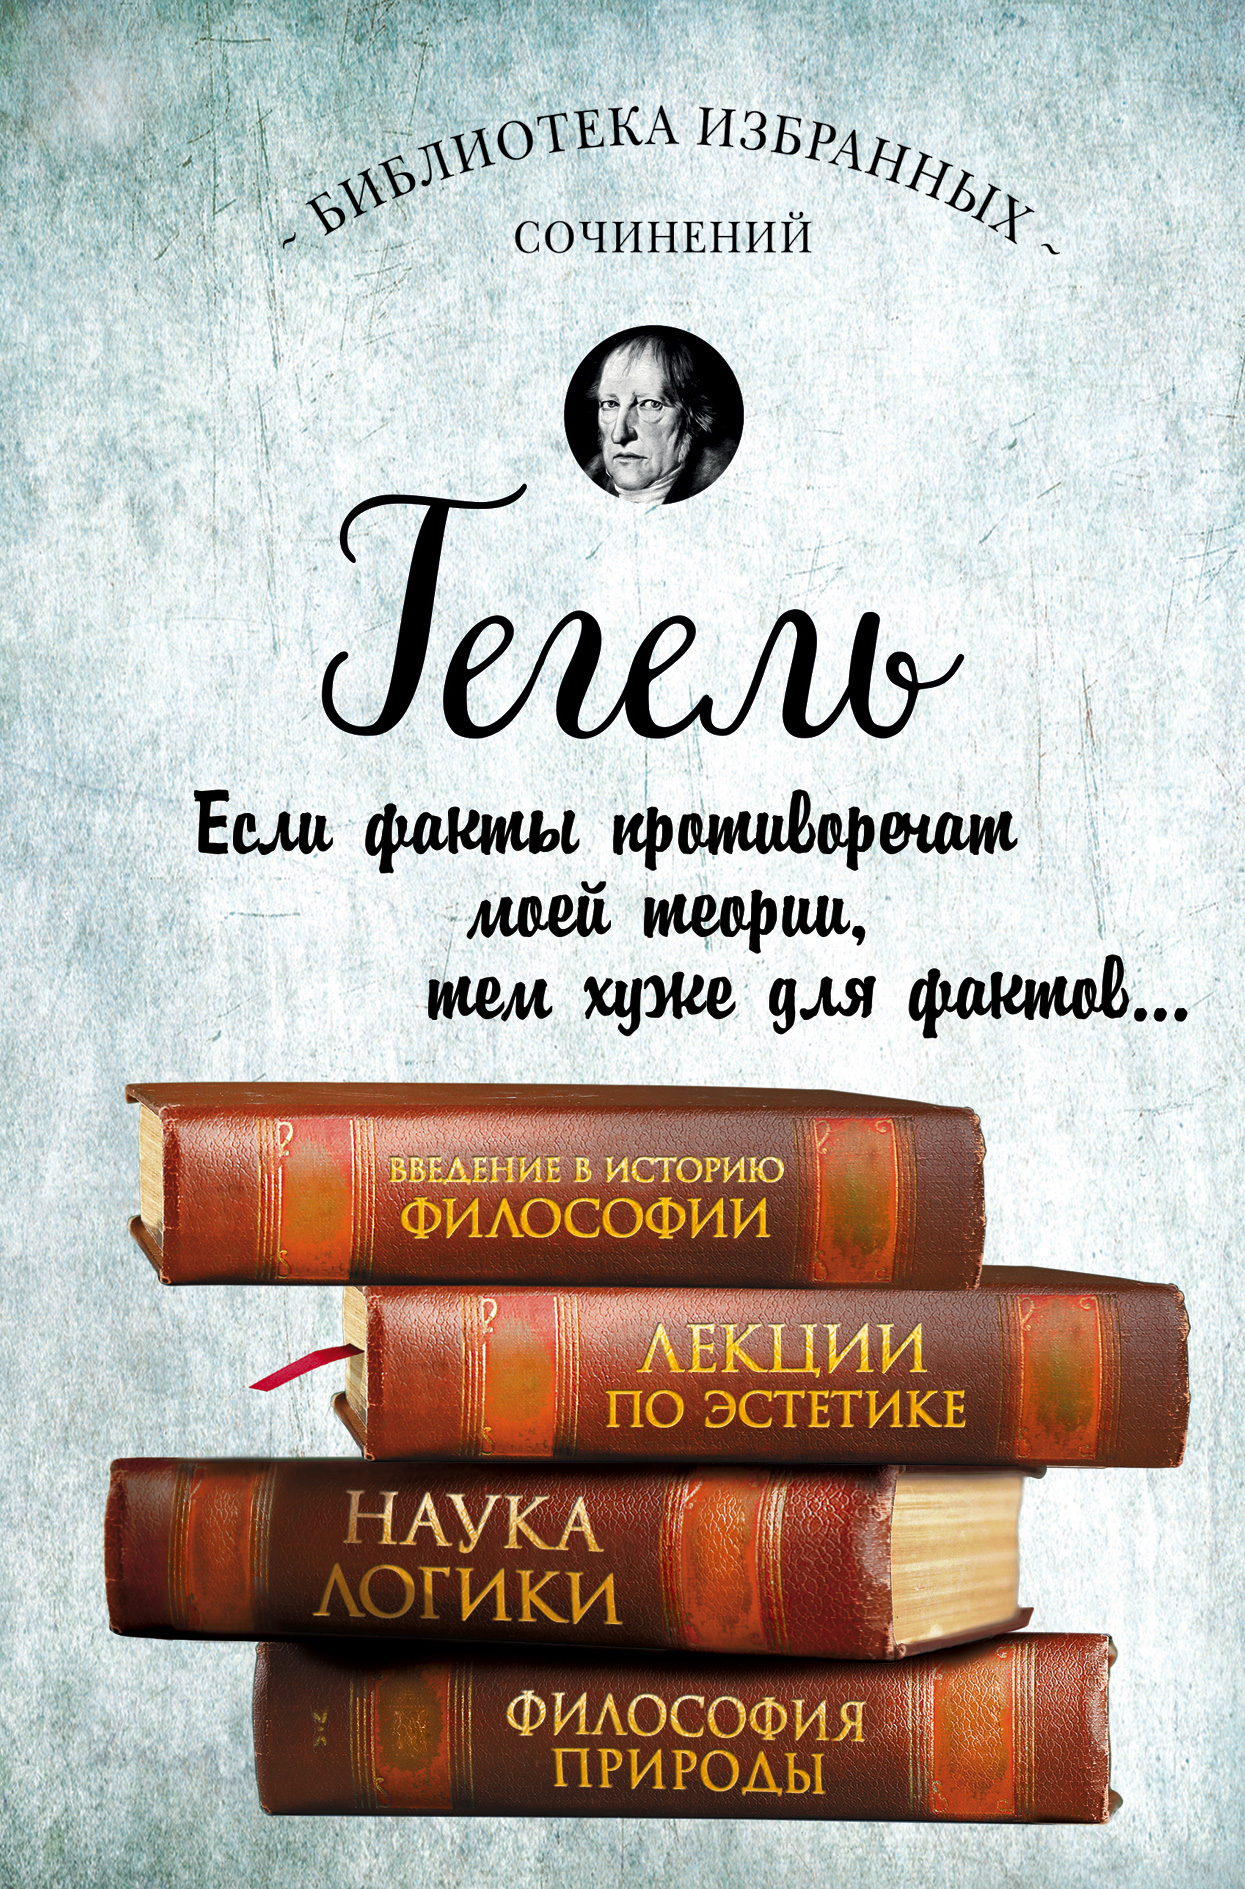 ~ БИБЛИОТЕКА ИЗБРАННЫХ ~
СОЧИНЕНИЙ
Гегель
Если факты противоречат
моей теории,
тем хуже для фактов...
ВВЕДЕНИЕ В ИСТОРИЮ
ФИЛОСОФИИ
ЛЕКЦИИ
ПО ЭСТЕТИКЕ
НАУКА
ЛОГИКИ
ФИЛОСОФИЯ
ПРИРОДЫ